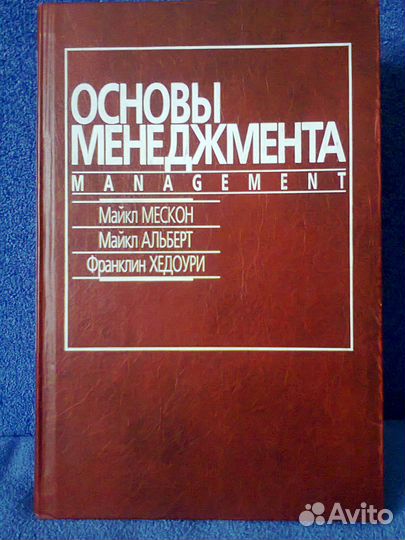 ОСНОВЫ
МЕНЕДЖМЕНТА
MANAGEMENT
Майкл МЕСКОН
Майкл АЛЬБЕРТ
Франклин ХЕДОУРИ
Avito